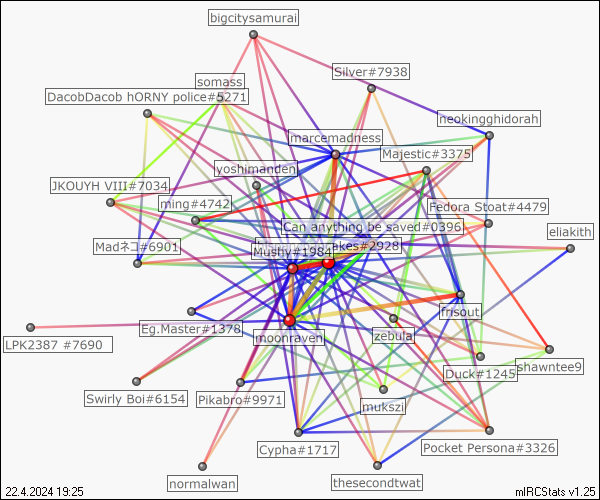 bigcitysamurai
Silver#7938
somass
DacobDacob hORNY police#5271
neokingghidorah
marcemadness
Majestic#3375
yoshimanden
JKOUYH VIII#7034
ming#4742
Fedora Stoat#4479
Can anything be saved#0396
eliakith
Madネコ#6901
Mushy#1984
akes#2928
frisout
Eg.Master#1378
moonraven
zebula
LPK2387 #7690
shawntee9
Duck#1245
Swirly Boi#6154
Pikabro#9971
mukszi
Cypha#1717
Pocket Persona#3326
normalwan
thesecondtwat
22.4.2024 19:25
mIRCStats v1.25